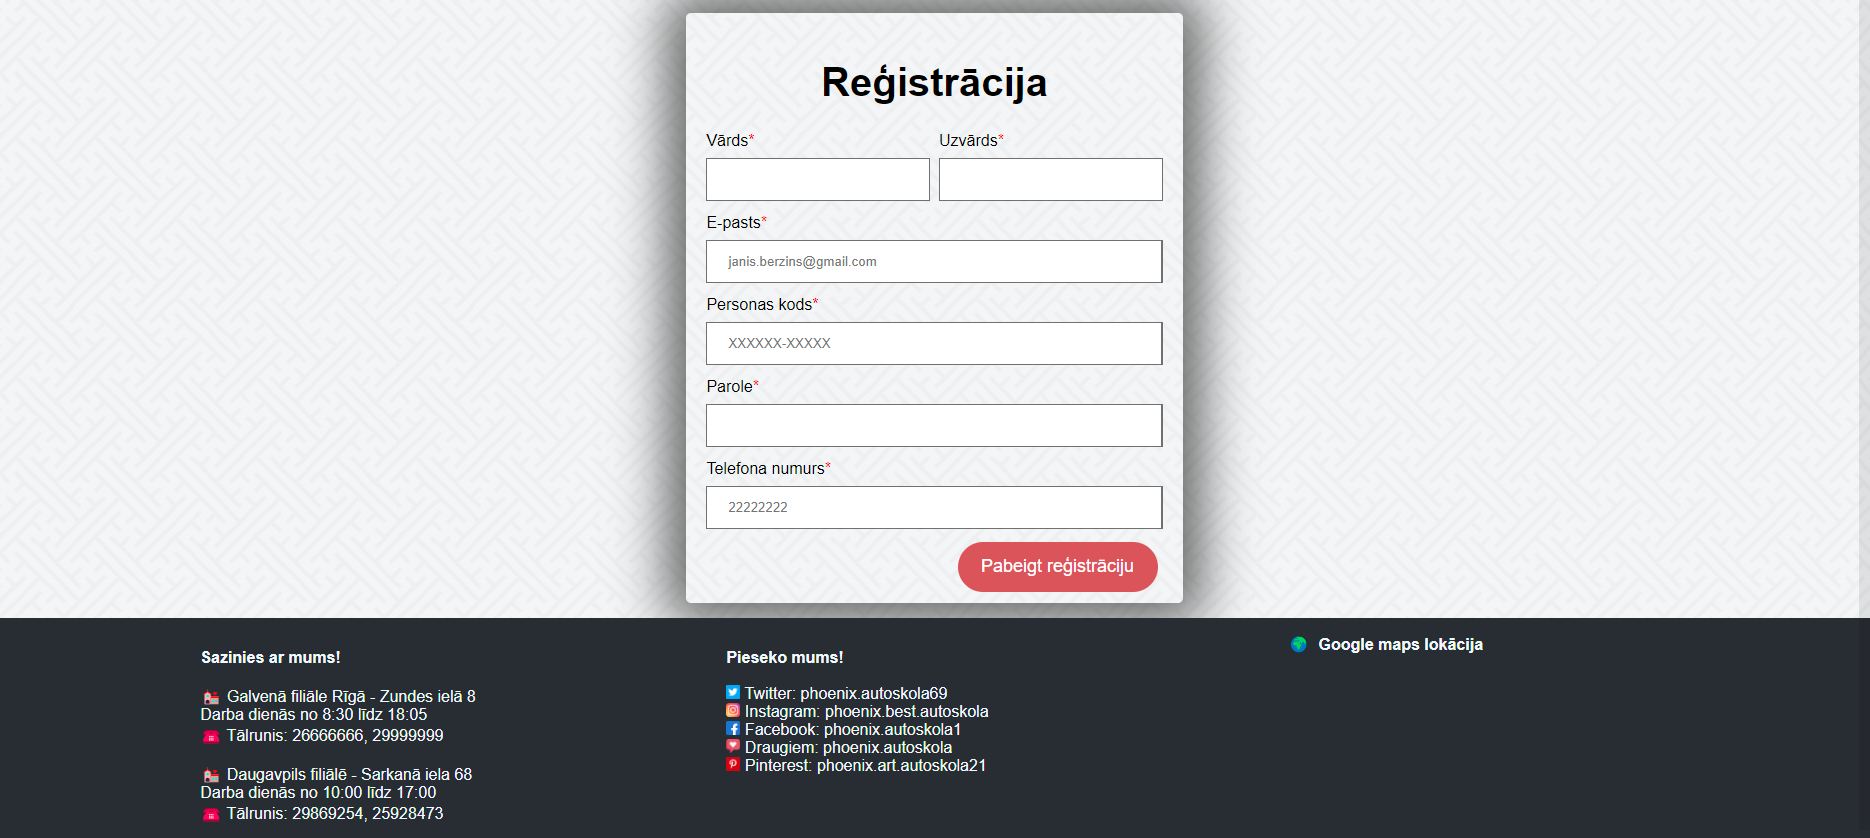 Reģistrācija
Vārds* Uzvārds*
E-pasts*
janis.berzins@gmail.com
Personas kods*
XXXXXX-XXXXX
Parole*
Telefona numurs*
22222222
Pabeigt reģistrāciju
Sazinies ar mums!
Galvenā filiāle Rīgā - Zundes ielā 8
Darba dienās no 8:30 līdz 18:05
Tālrunis: 26666666, 29999999
Daugavpils filiālē - Sarkanā iela 68
Darba dienās no 10:00 līdz 17:00
Tālrunis: 29869254, 25928473
Pieseko mums!
Twitter: phoenix.autoskola69
Instagram: phoenix.best.autoskola
Facebook: phoenix.autoskola1
Draugiem: phoenix.autoskola
Pinterest: phoenix.art.autoskola21
Google maps lokācija